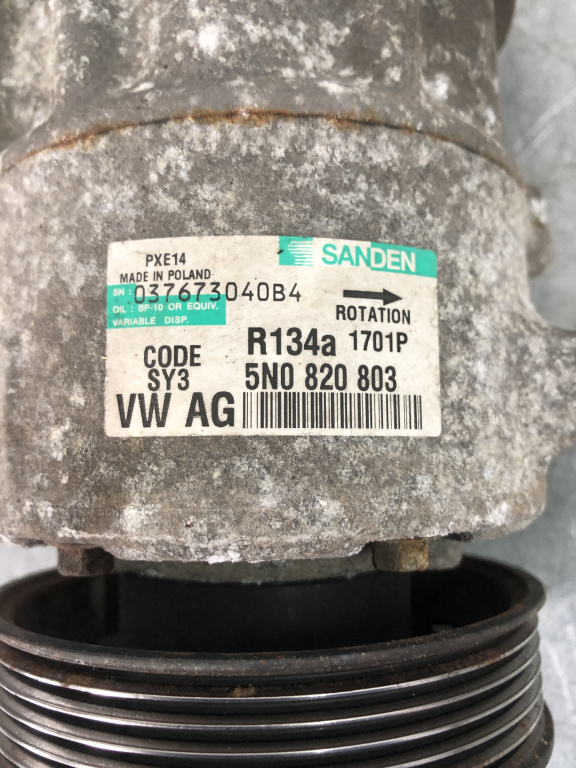 PXE14
MADE IN POLAND
SANDEN
SN: 037673040B4
OIL: SP-10 OR EQUIV.
VARIABLE DISP.
ROTATION
CODE
SY3
R134a 1701P
5N0 820 803
VW AG